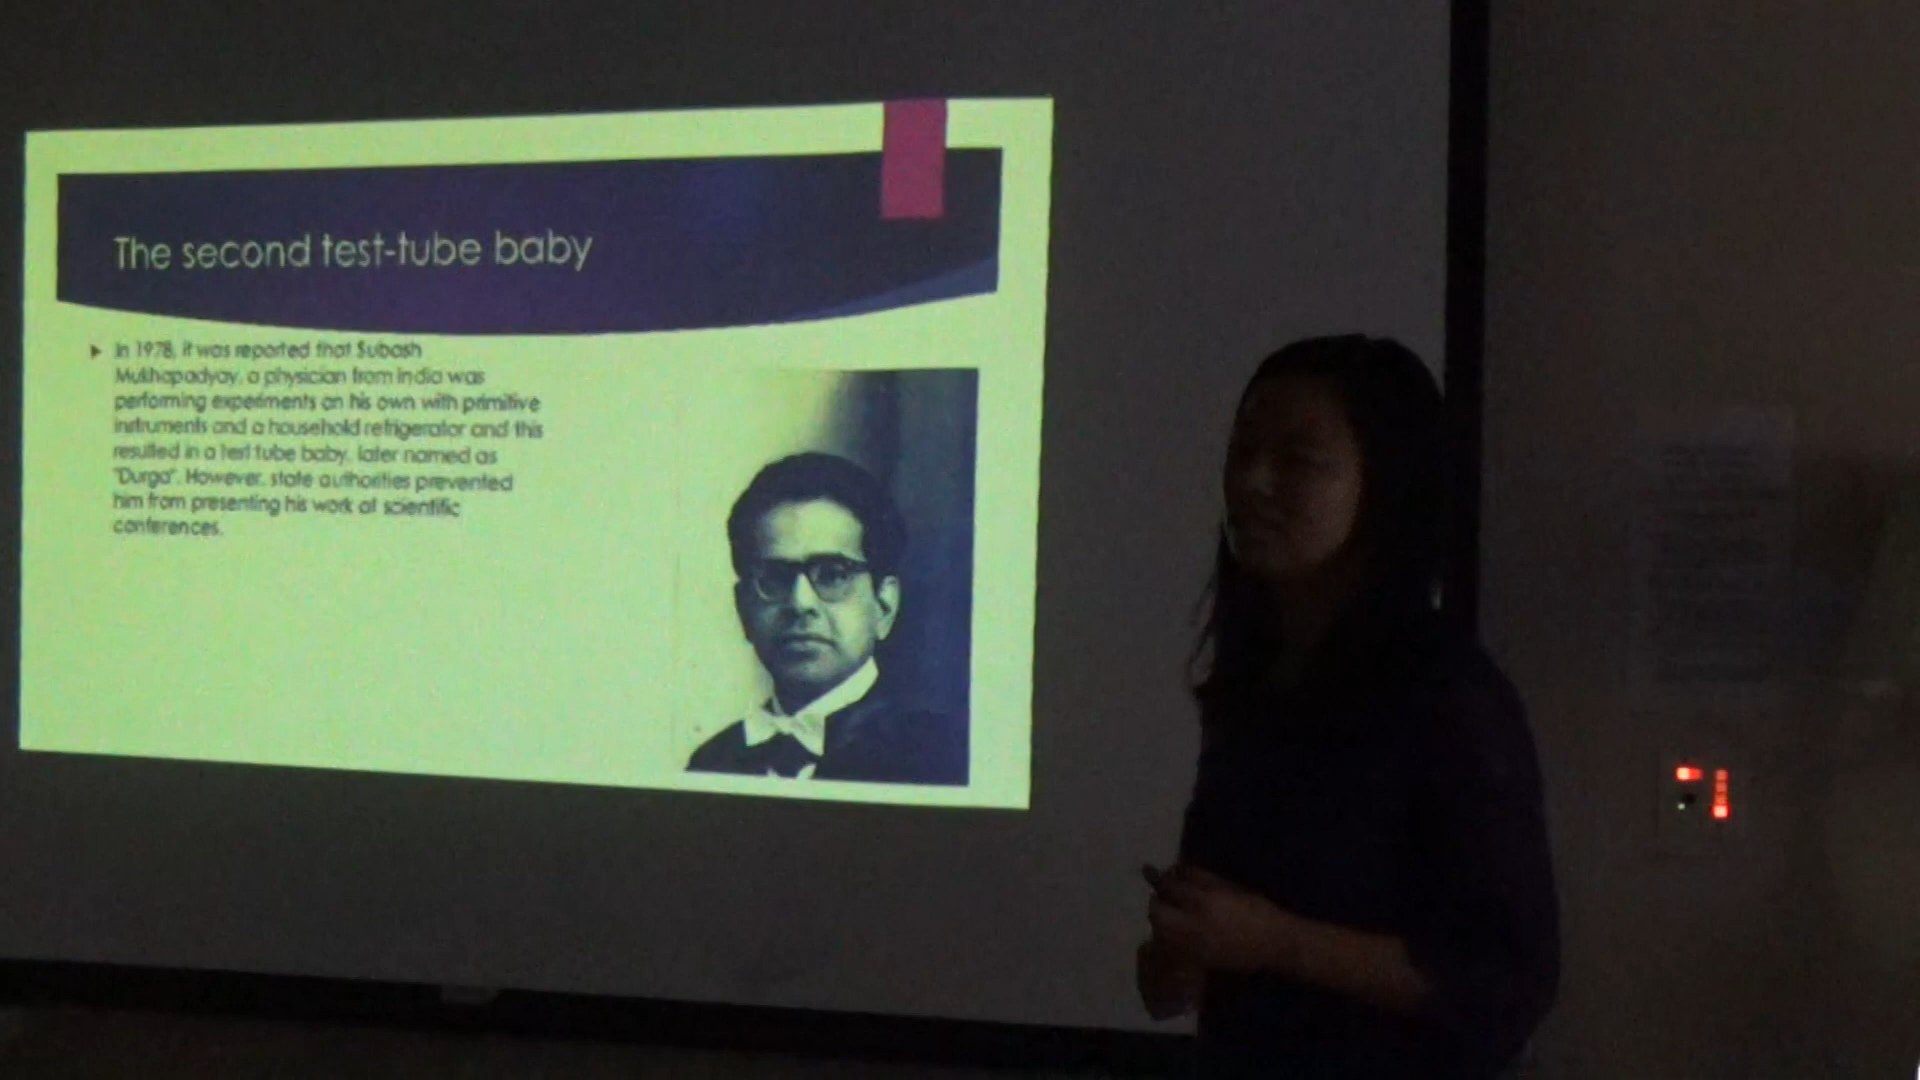 The second test-tube baby
In 1978, it was reported that Subash
Mukhopadyay, a physician from India was
performing experiments on his own with primitive
instruments and a household refrigerator and this
resulted in a test tube baby, later named as
"Durga". However, state authorities prevented
him from presenting his work at scientific
conferences.